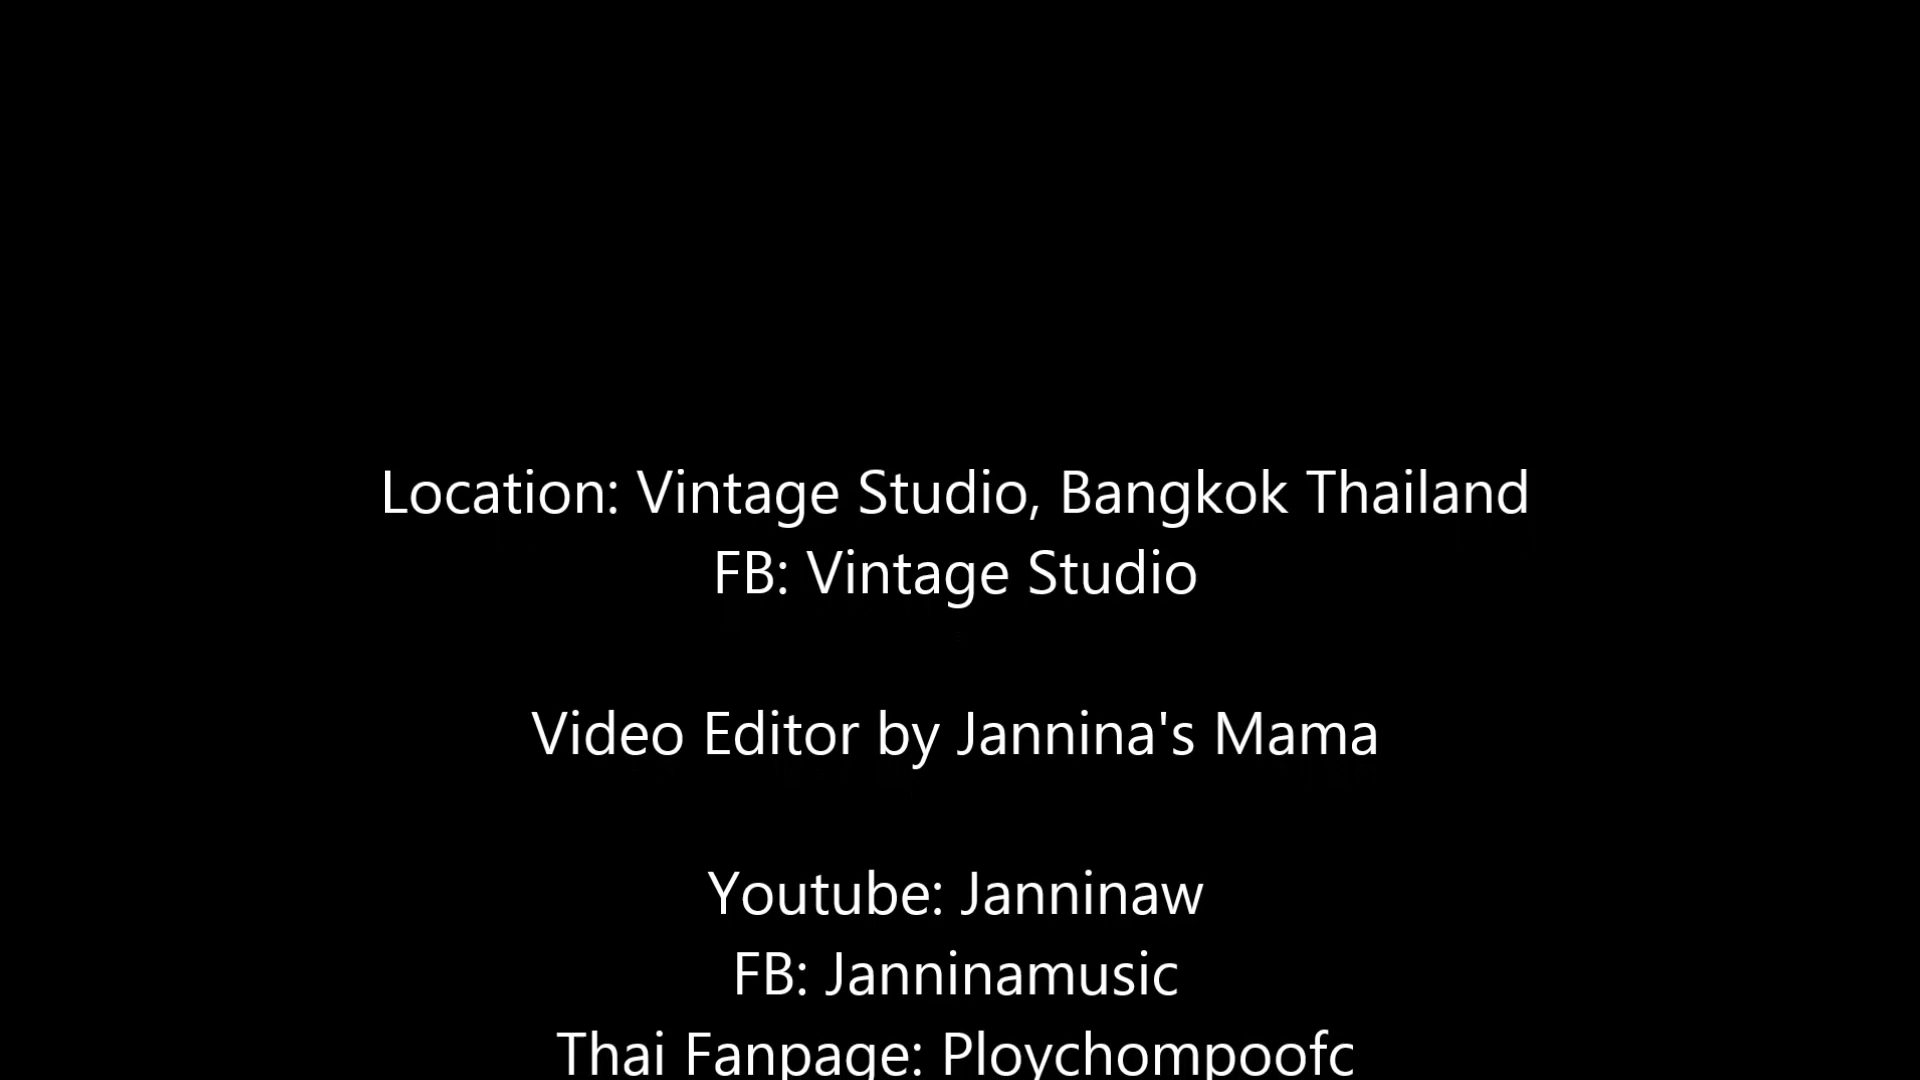 Location: Vintage Studio, Bangkok Thailand
FB: Vintage Studio
Video Editor by Jannina's Mama
Youtube: Janninaw
FB: Janninamusic
Thai Fanpage: Ploychompoofc